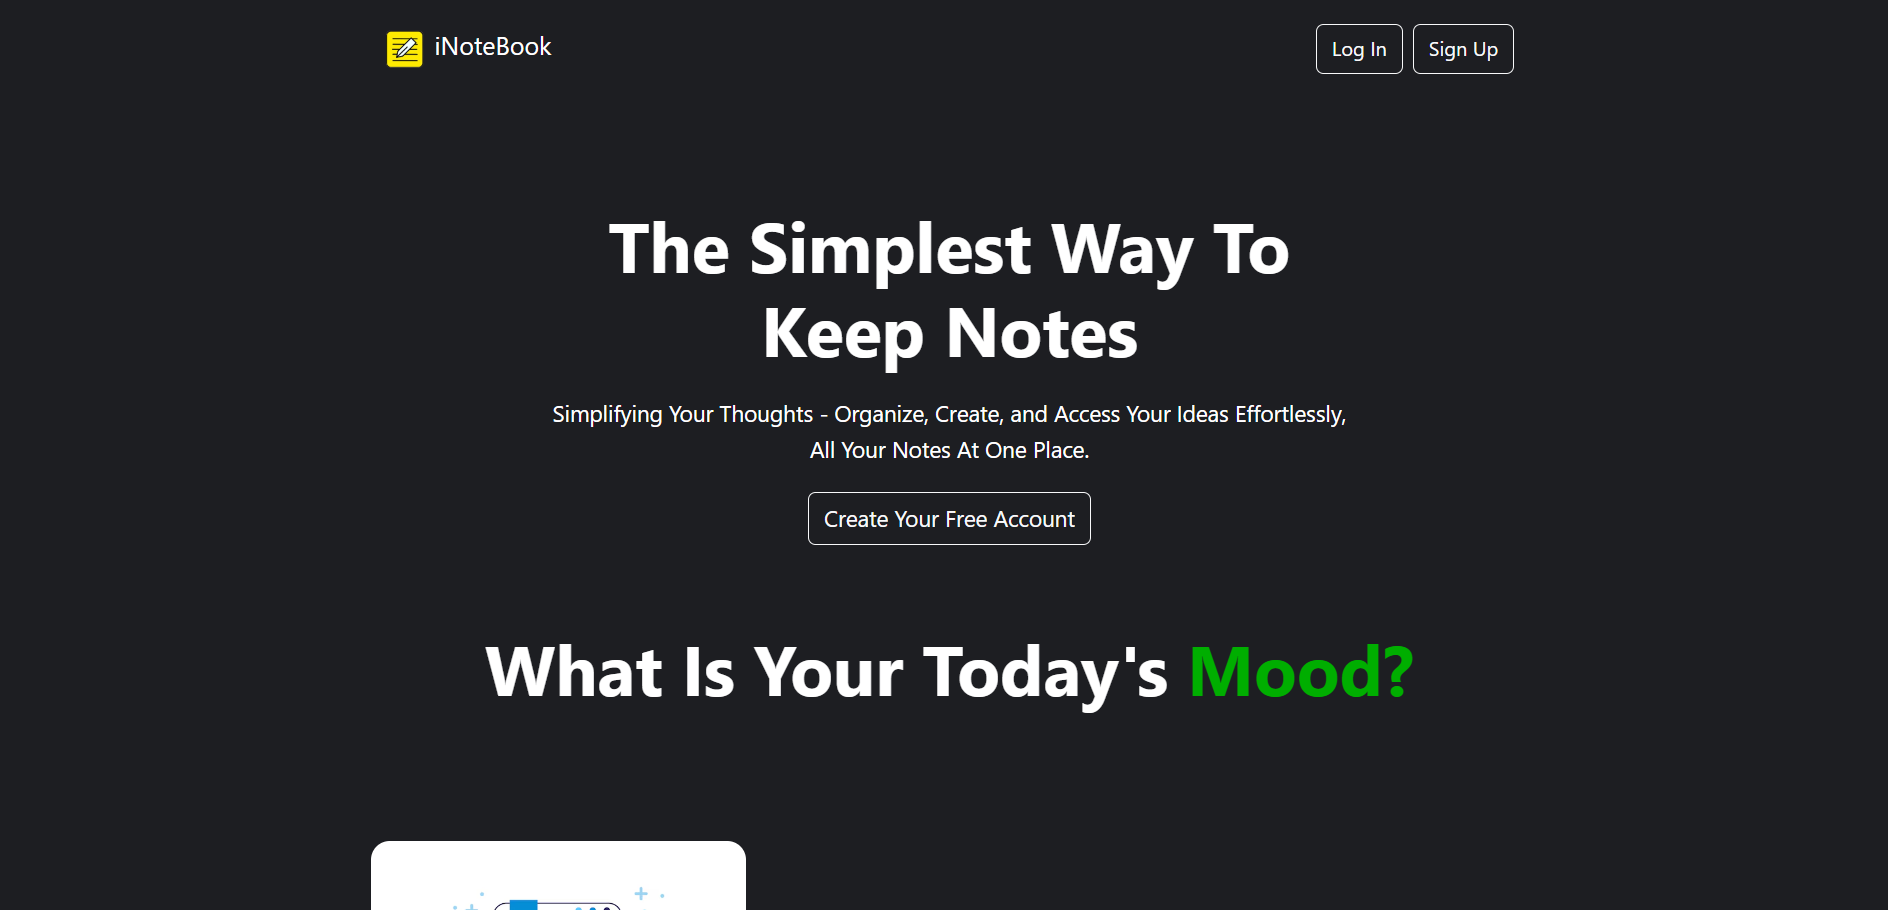 iNoteBook
Log In
Sign Up
The Simplest Way To
Keep Notes
Simplifying Your Thoughts - Organize, Create, and Access Your Ideas Effortlessly,
All Your Notes At One Place.
Create Your Free Account
What Is Your Today's Mood?